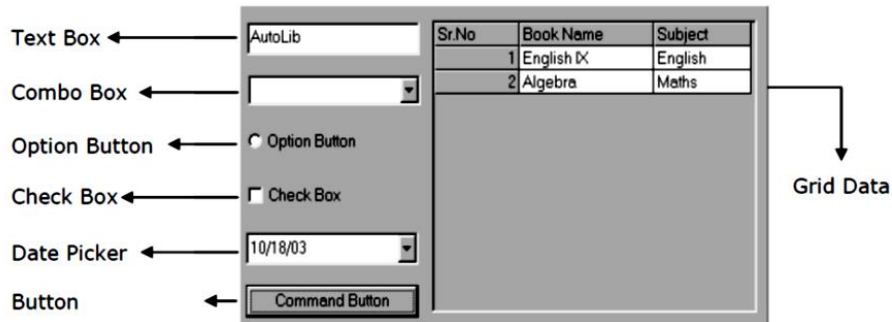 Text Box
AutoLib
Combo Box
Option Button
Option Button
Check Box
Check Box
Date Picker
10/18/03
Button
Command Button
Sr.No Book Name Subject
1 English IX English
2 Algebra Maths
Grid Data